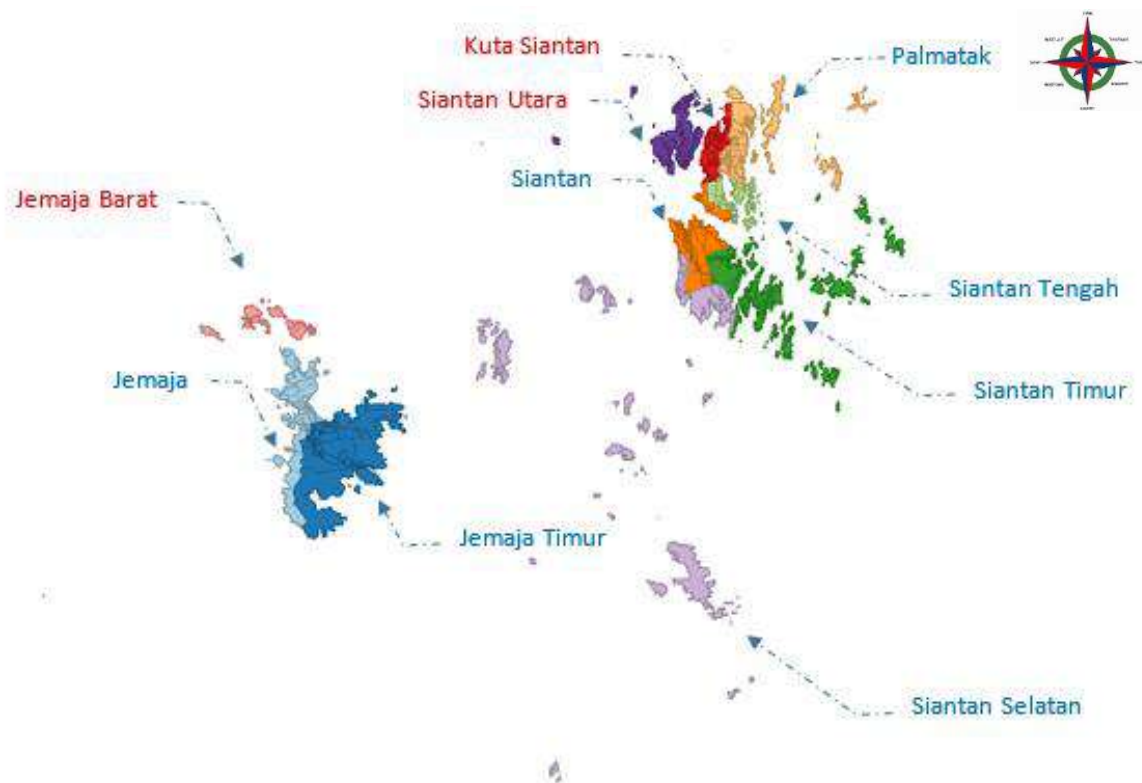 Kuta Siantan
Palmatak
Siantan Utara
Siantan
Jemaja Barat
Siantan Tengah
Jemaja
Siantan Timur
Jemaja Timur
Siantan Selatan